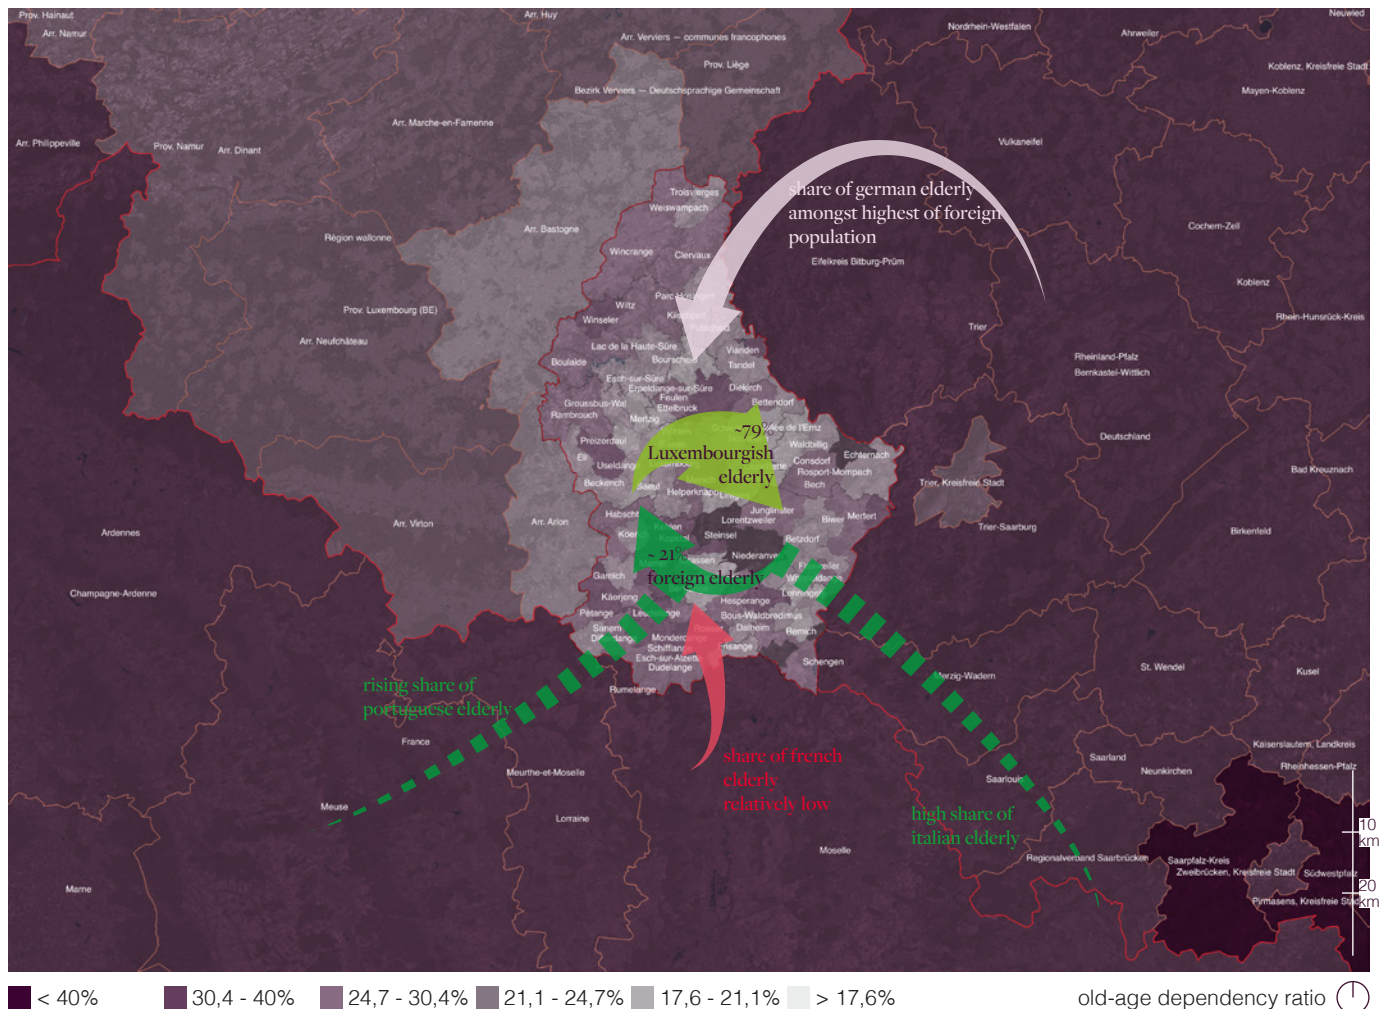 Prov. Hainaut
Arr. Huy
Neuwied
Arr. Namur
Arr. Verviers — communes francophones
Nordrhein-Westfalen
Ahrweiler
Prov. Liège
Koblenz, Kreisfreie Stadt
Bezirk Verviers — Deutschsprachige Gemeinschaft
Mayen-Koblenz
Arr. Marche-en-Famenne
Arr. Philippeville
Prov. Namur
Arr. Dinant
Vulkaneifel
share of german elderly
amongst highest of foreign
population
Troisvierges
Weiswampach
Arr. Bastogne
Cochem-Zell
Région wallonne
Wincrange
Clervaux
Eifelkreis Bitburg-Prüm
Koblenz
Prov. Luxembourg (BE)
Wiltz
Winseler
Rhein-Hunsrück-Kreis
Trier
Arr. Neufchâteau
Lac de la Haute-Sûre
Vianden
Boulaide
Bourscheid
Tandel
Rheinland-Pfalz
Bernkastel-Wittlich
Esch-sur-Sûre
Erpeldange-sur-Sûre
Diekirch
Feulen
Groussbus-Wal
Ettelbruck
Bettendorf
Rambrouch
Mertzig
~79%
Waldbillig
Deutschland
Preizerdaul
Luxembourgish
elderly
Echternach
Ell
Useldange
Consdorf
Rosport-Mompach
Bad Kreuznach
Beckerich
Saeul
Bech
Trier, Kreisfreie Stadt
Helperknapp
Junglinster
Habscht
Lorentzweiler
Biwer
Mertert
Arr. Virton
Arr. Arlon
Trier-Saarburg
Birkenfeld
Ardennes
Steinsel
Betzdorf
~ 21%
foreign elderly
Garnich
Champagne-Ardenne
Käerjeng
Hesperange
Lenningen
Pétange
Bous-Waldbredimus
Sanem
Dalheim
Remich
Schifflange
Esch-sur-Alzette
Dudelange
Schengen
Merzig-Wadern
St. Wendel
Kusel
Rumelange
rising share of
portuguese elderly
France
share of french
elderly
relatively low
Meurthe-et-Moselle
Saarland
Kaiserslautern, Landkreis
Neunkirchen
Rheinhessen-Pfalz
Saarlouis
Meuse
Lorraine
high share of
italian elderly
10
km
Moselle
Regionalverband Saarbrücken
Saarpfalz-Kreis
Zweibrücken, Kreisfreie Stadt
Südwestpfalz
Marne
20
km
Pirmasens, Kreisfreie Stadt
< 40%
30,4 - 40%
24,7 - 30,4%
21,1 - 24,7%
17,6 - 21,1%
> 17,6%
old-age dependency ratio